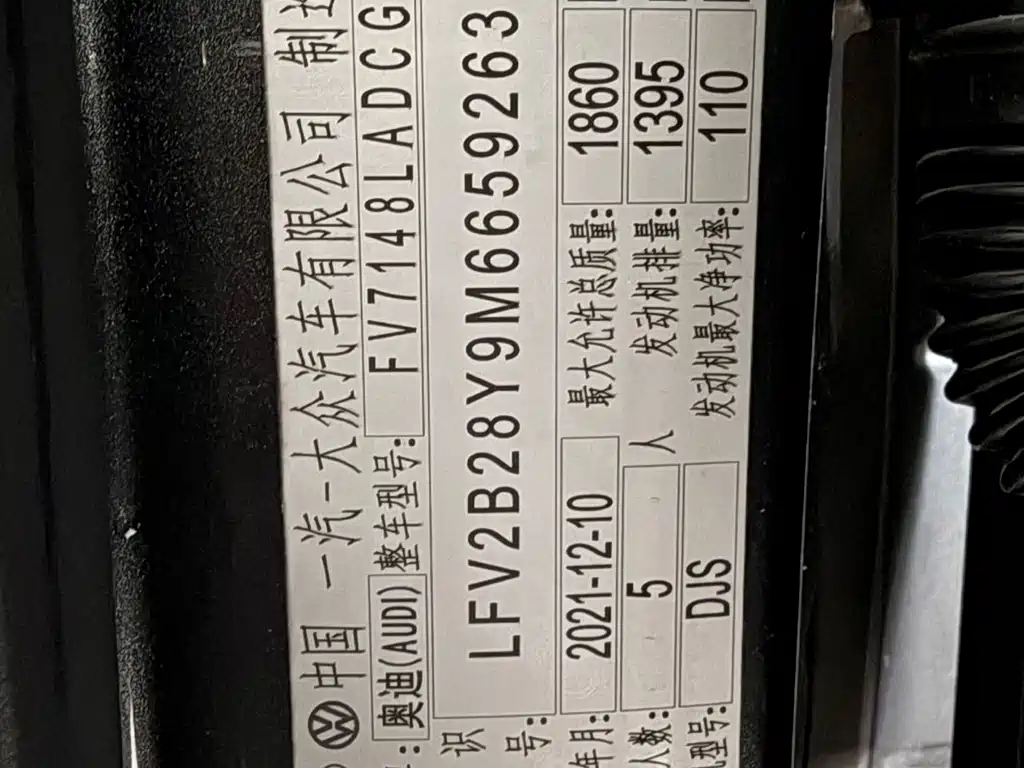 中国 一汽-大众汽车有限公司 制造
: 奥迪(AUDI) 整车型号: FV7148LADCG
识
号: LFV2B28Y9M6659263
年月: 2021-12-10 最大允许总质量: 1860
人数: 5 人 发动机排量: 1395
机型号: DJS 发动机最大净功率: 110